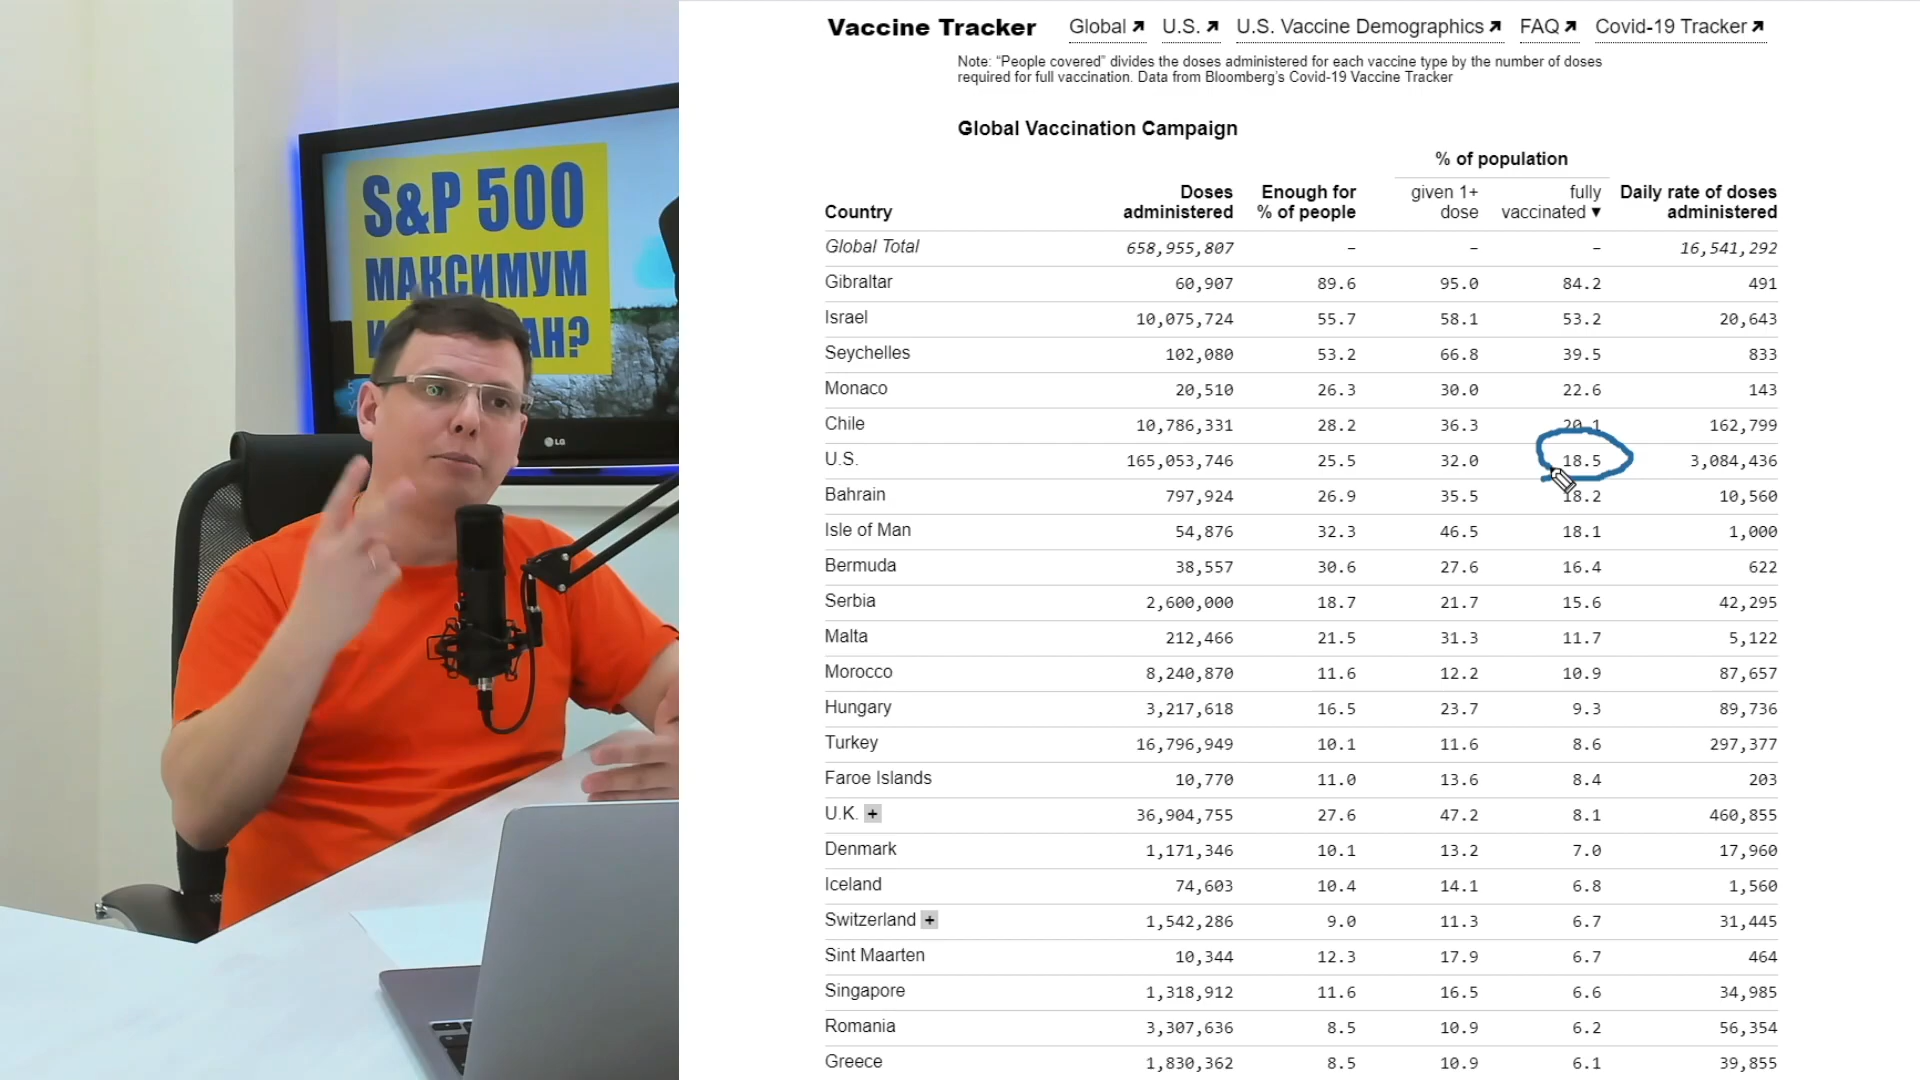 S&P 500
МАКСИМУМ
АН?
LG
Vaccine Tracker Global U.S. U.S. Vaccine Demographics FAQ Covid-19 Tracker
Note: “People covered” divides the doses administered for each vaccine type by the number of doses
required for full vaccination. Data from Bloomberg’s Covid-19 Vaccine Tracker
Global Vaccination Campaign
% of population
Country Doses administered Enough for % of people given 1+ dose fully vaccinated ▼ Daily rate of doses administered
Global Total 658,955,807 – – – 16,541,292
Gibraltar 60,907 89.6 95.0 84.2 491
Israel 10,075,724 55.7 58.1 53.2 20,643
Seychelles 102,080 53.2 66.8 39.5 833
Monaco 20,510 26.3 30.0 22.6 143
Chile 10,786,331 28.2 36.3 20.1 162,799
U.S. 165,053,746 25.5 32.0 18.5 3,084,436
Bahrain 797,924 26.9 35.5 18.2 10,560
Isle of Man 54,876 32.3 46.5 18.1 1,000
Bermuda 38,557 30.6 27.6 16.4 622
Serbia 2,600,000 18.7 21.7 15.6 42,295
Malta 212,466 21.5 31.3 11.7 5,122
Morocco 8,240,870 11.6 12.2 10.9 87,657
Hungary 3,217,618 16.5 23.7 9.3 89,736
Turkey 16,796,949 10.1 11.6 8.6 297,377
Faroe Islands 10,770 11.0 13.6 8.4 203
U.K. + 36,904,755 27.6 47.2 8.1 460,855
Denmark 1,171,346 10.1 13.2 7.0 17,960
Iceland 74,603 10.4 14.1 6.8 1,560
Switzerland + 1,542,286 9.0 11.3 6.7 31,445
Sint Maarten 10,344 12.3 17.9 6.7 464
Singapore 1,318,912 11.6 16.5 6.6 34,985
Romania 3,307,636 8.5 10.9 6.2 56,354
Greece 1,830,362 8.5 10.9 6.1 39,855